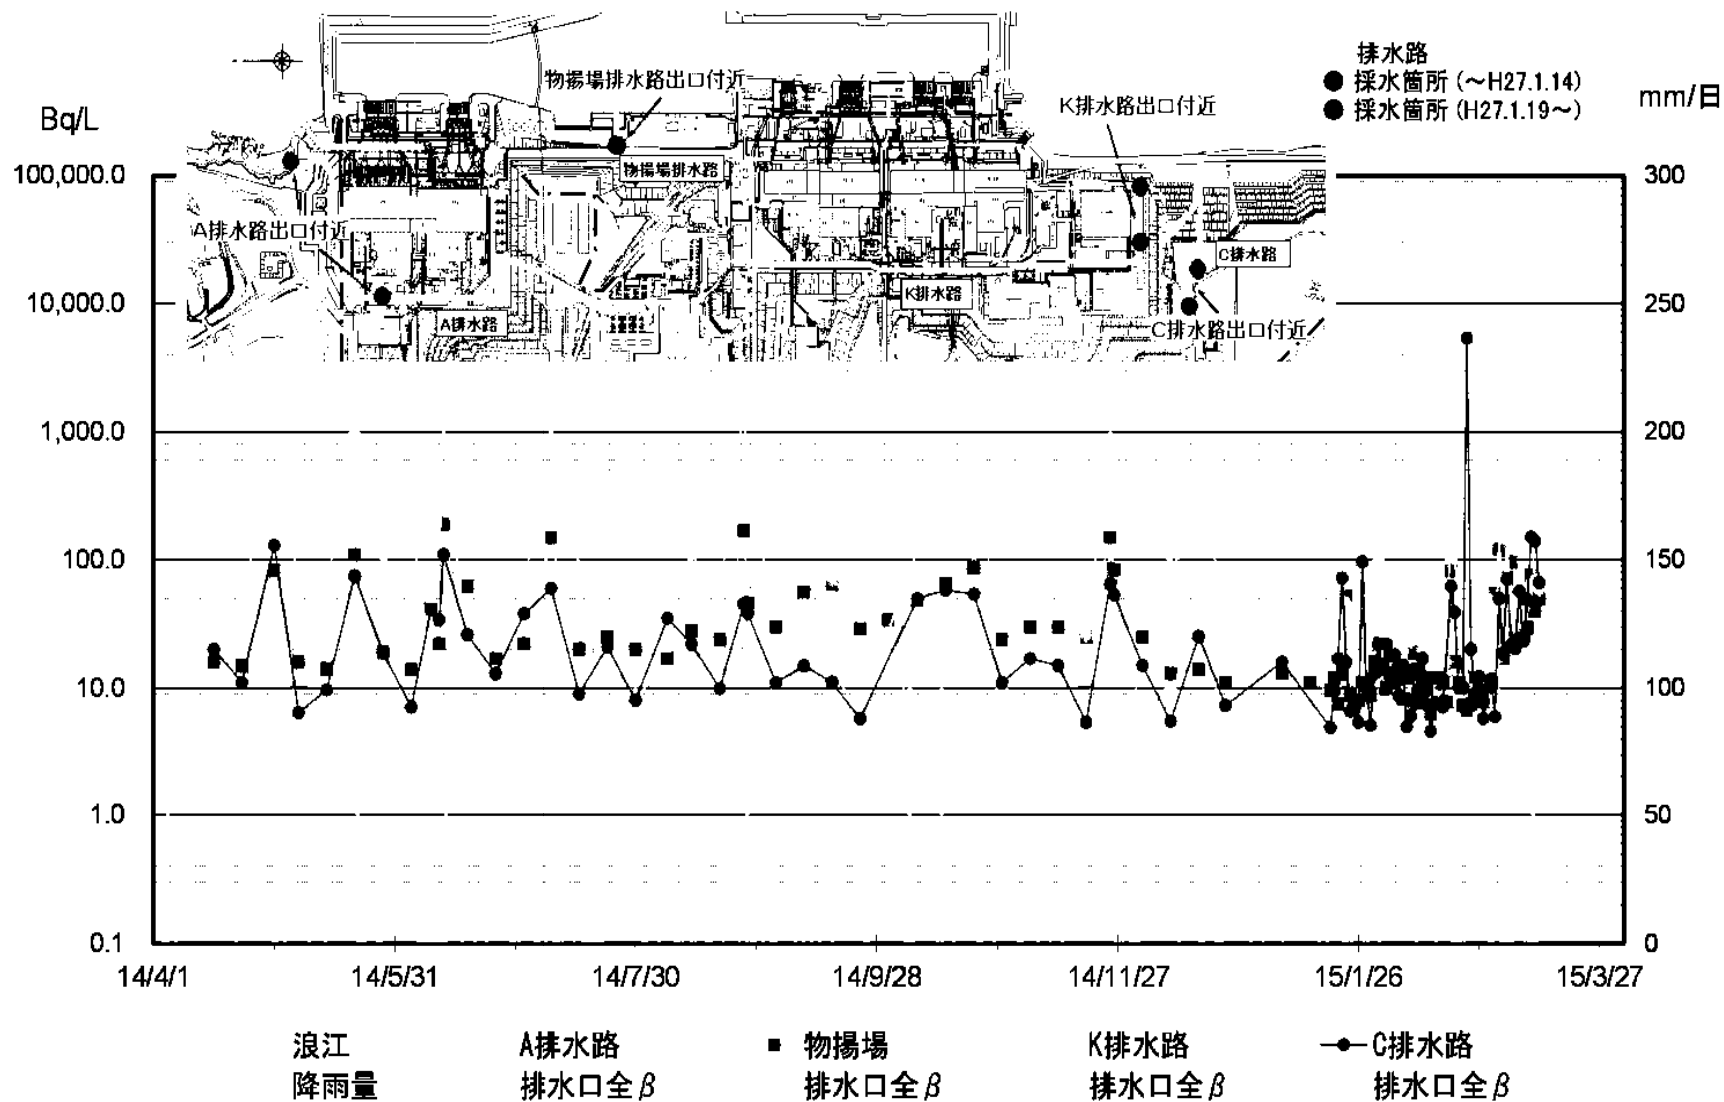 排水路
採水箇所 (～H27.1.14)
採水箇所 (H27.1.19～)
物揚場排水路出口付近
K排水路出口付近
Bq/L
mm/日
物揚場排水路
A排水路出口付近
C排水路
K排水路
A排水路
C排水路出口付近
100,000.0
10,000.0
1,000.0
100.0
10.0
1.0
0.1
300
250
200
150
100
50
0
14/4/1
14/5/31
14/7/30
14/9/28
14/11/27
15/1/26
15/3/27
浪江
降雨量
A排水路
排水口全β
物揚場
排水口全β
K排水路
排水口全β
C排水路
排水口全β